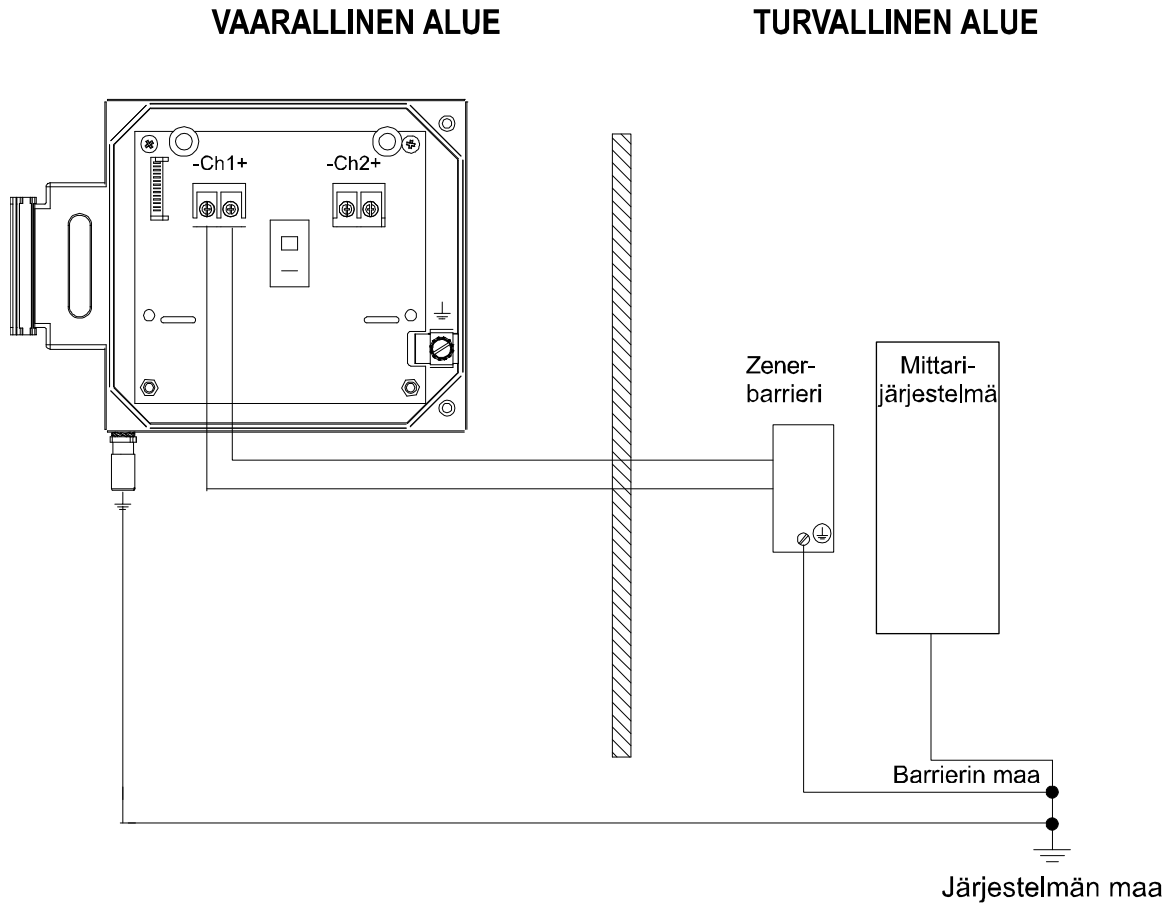 VAARALLINEN ALUE
TURVALLINEN ALUE
-Ch1+
-Ch2+
Zener-
barrieri
Mittari-
järjestelmä
Barrierin maa
Järjestelmän maa